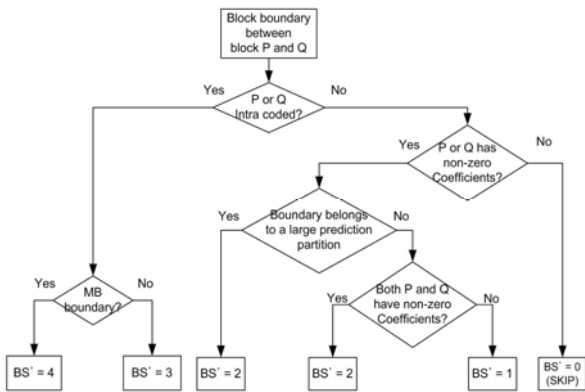 Block boundary
between
block P and Q
Yes
No
P or Q
Intra coded?
Yes
No
P or Q has
non-zero
Coefficients?
Yes
No
Boundary belongs
to a large prediction
partition
Yes
No
MB
boundary?
Yes
No
Both P and Q
have non-zero
Coefficients?
BS´ = 4
BS´ = 3
BS´ = 2
BS´ = 2
BS´ = 1
BS´ = 0
(SKIP)